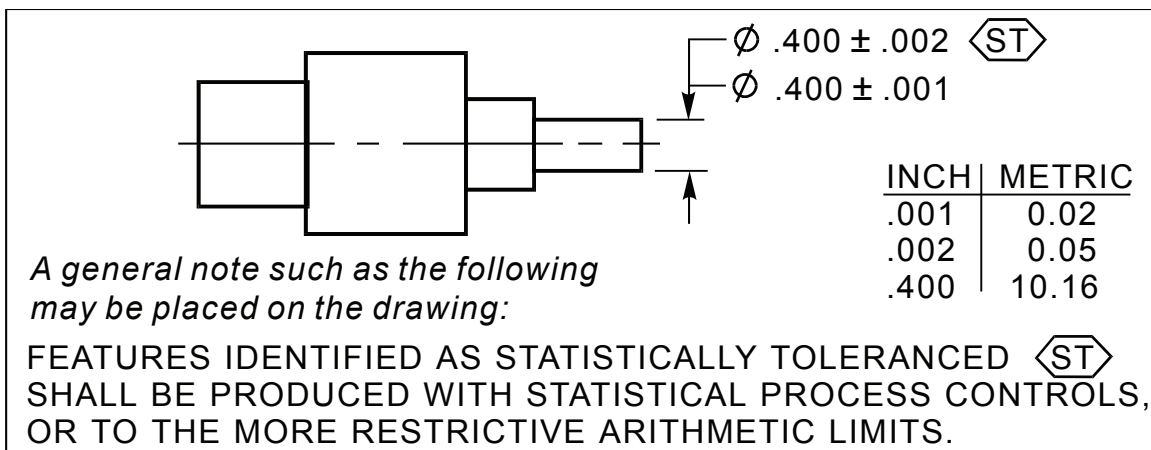 Ø .400 ± .002 ST
Ø .400 ± .001
INCH METRIC
.001 0.02
.002 0.05
.400 10.16
A general note such as the following
may be placed on the drawing:
FEATURES IDENTIFIED AS STATISTICALLY TOLERANCED ST
SHALL BE PRODUCED WITH STATISTICAL PROCESS CONTROLS,
OR TO THE MORE RESTRICTIVE ARITHMETIC LIMITS.